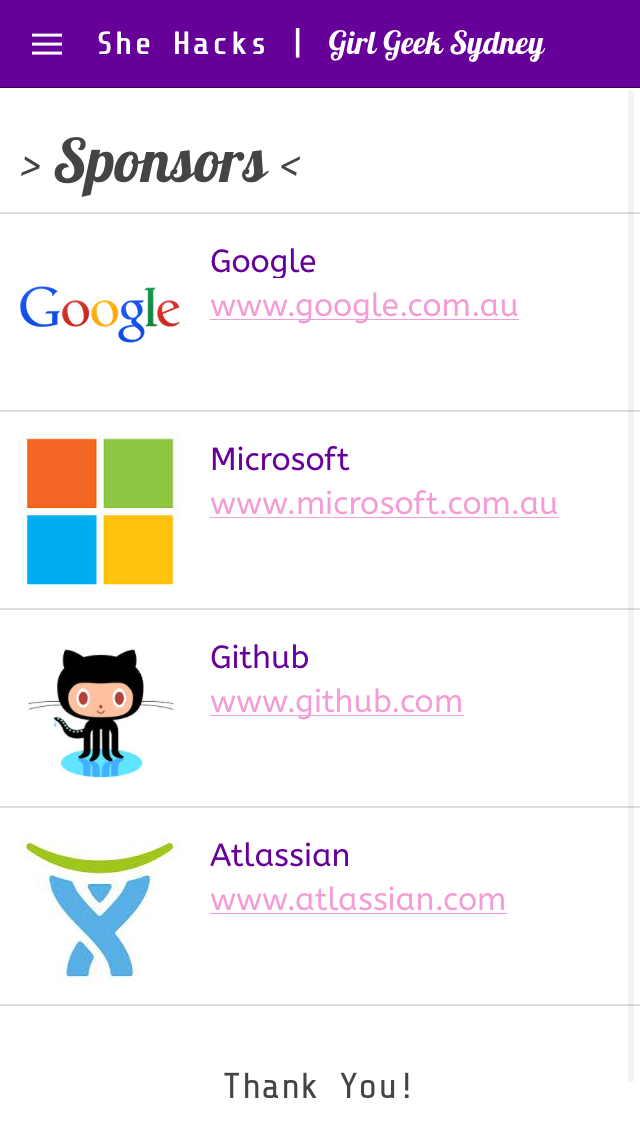 She Hacks | Girl Geek Sydney
> Sponsors <
Google
Google
www.google.com.au
Microsoft
www.microsoft.com.au
Github
www.github.com
Atlassian
www.atlassian.com
Thank You!